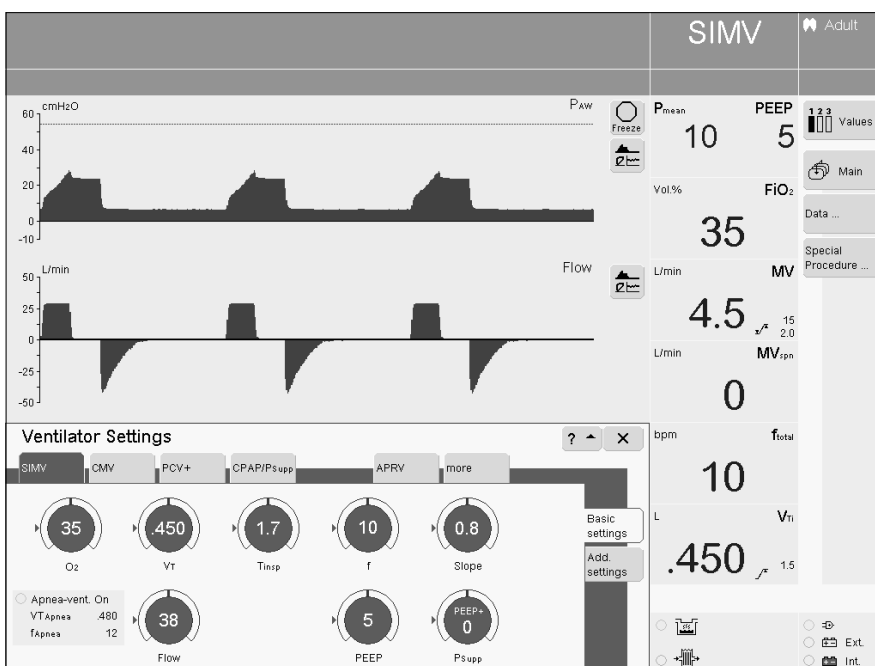 SIMV
Adult
cmH2O
PAW
60
40
20
0
-10
Freeze
L/min
Flow
50
25
0
-25
-50
Pmean PEEP
10 5
Vol.% FiO2
35
L/min MV
4.5
15
2.0
L/min MVspn
0
bpm ftotal
10
L VTi
.450
1.5
1 2 3
Values
Main
Data ...
Special
Procedure ...
Ventilator Settings
? ×
SIMV CMV PCV+ CPAP/Psupp APRV more
35 .450 1.7 10 0.8
O2 VT Tinsp f Slope
Basic
settings
Add.
settings
Apnea-vent. On
VTApnea .480
fApnea 12
38 5 PEEP+
0
Flow PEEP Psupp
Ext.
Int.